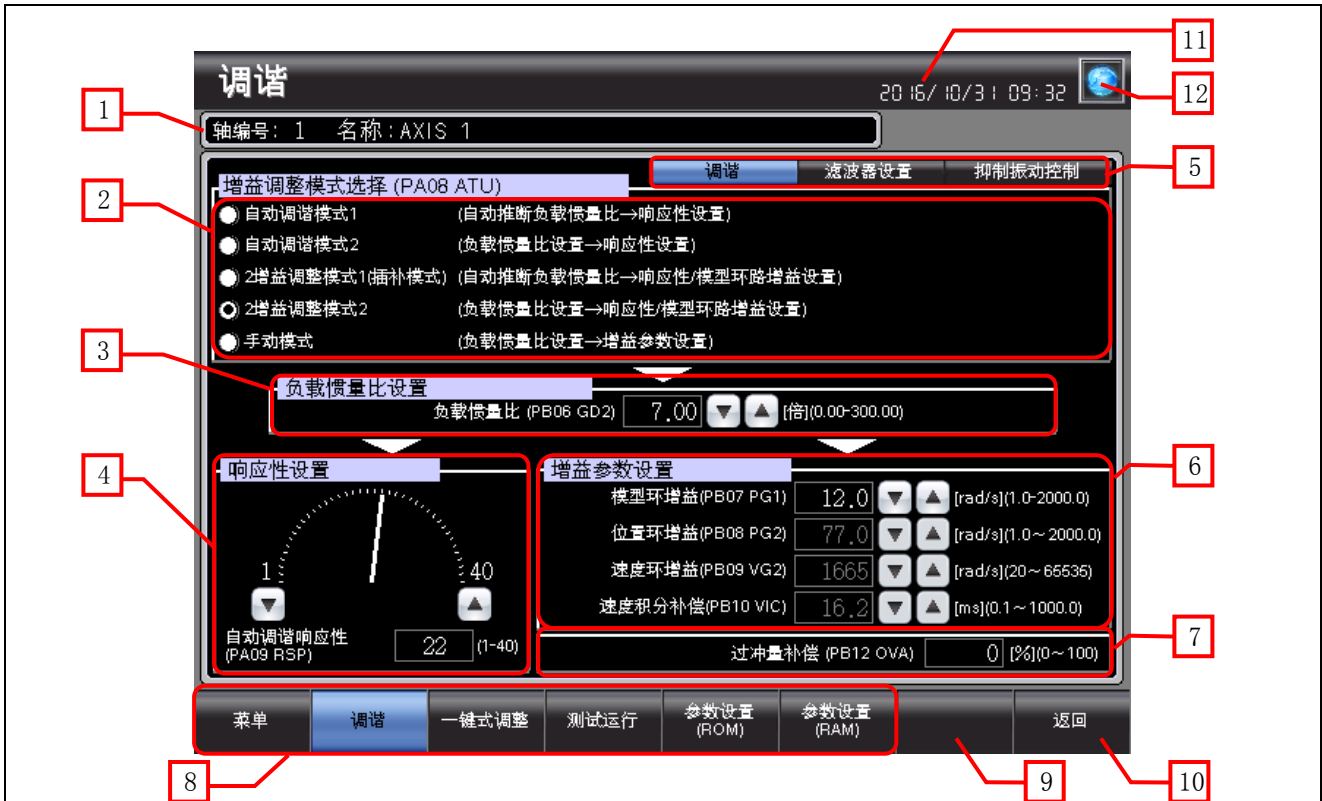 11
调谐
2016/10/31 09:32
12
1
轴编号: 1 名称:AXIS 1
调谐 滤波器设置 抑制振动控制
5
增益调整模式选择 (PA08 ATU)
2
自动调谐模式1 (自动推断负载惯量比→响应性设置)
自动调谐模式2 (负载惯量比设置→响应性设置)
2增益调整模式1(插补模式) (自动推断负载惯量比→响应性/模型环路增益设置)
2增益调整模式2 (负载惯量比设置→响应性/模型环路增益设置)
手动模式 (负载惯量比设置→增益参数设置)
3
负载惯量比设置
负载惯量比 (PB06 GD2) 7.00 [倍](0.00-300.00)
4
响应性设置
1 40
自动调谐响应性
(PA09 RSP) 22 (1-40)
增益参数设置
6
模型环增益(PB07 PG1) 12.0 [rad/s](1.0-2000.0)
位置环增益(PB08 PG2) 77.0 [rad/s](1.0~2000.0)
速度环增益(PB09 VG2) 1665 [rad/s](20~65535)
速度积分补偿(PB10 VIC) 16.2 [ms](0.1~1000.0)
7
过冲量补偿 (PB12 OVA) 0 [%](0~100)
菜单 调谐 一键式调整 测试运行 参数设置(ROM) 参数设置(RAM) 返回
8
9
10